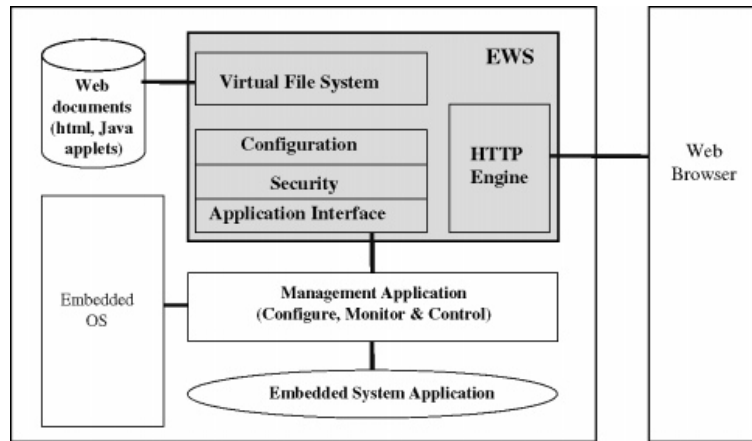 EWS
Web
documents
(html, Java
applets)
Virtual File System
Configuration
Security
Application Interface
HTTP
Engine
Web
Browser
Embedded
OS
Management Application
(Configure, Monitor & Control)
Embedded System Application